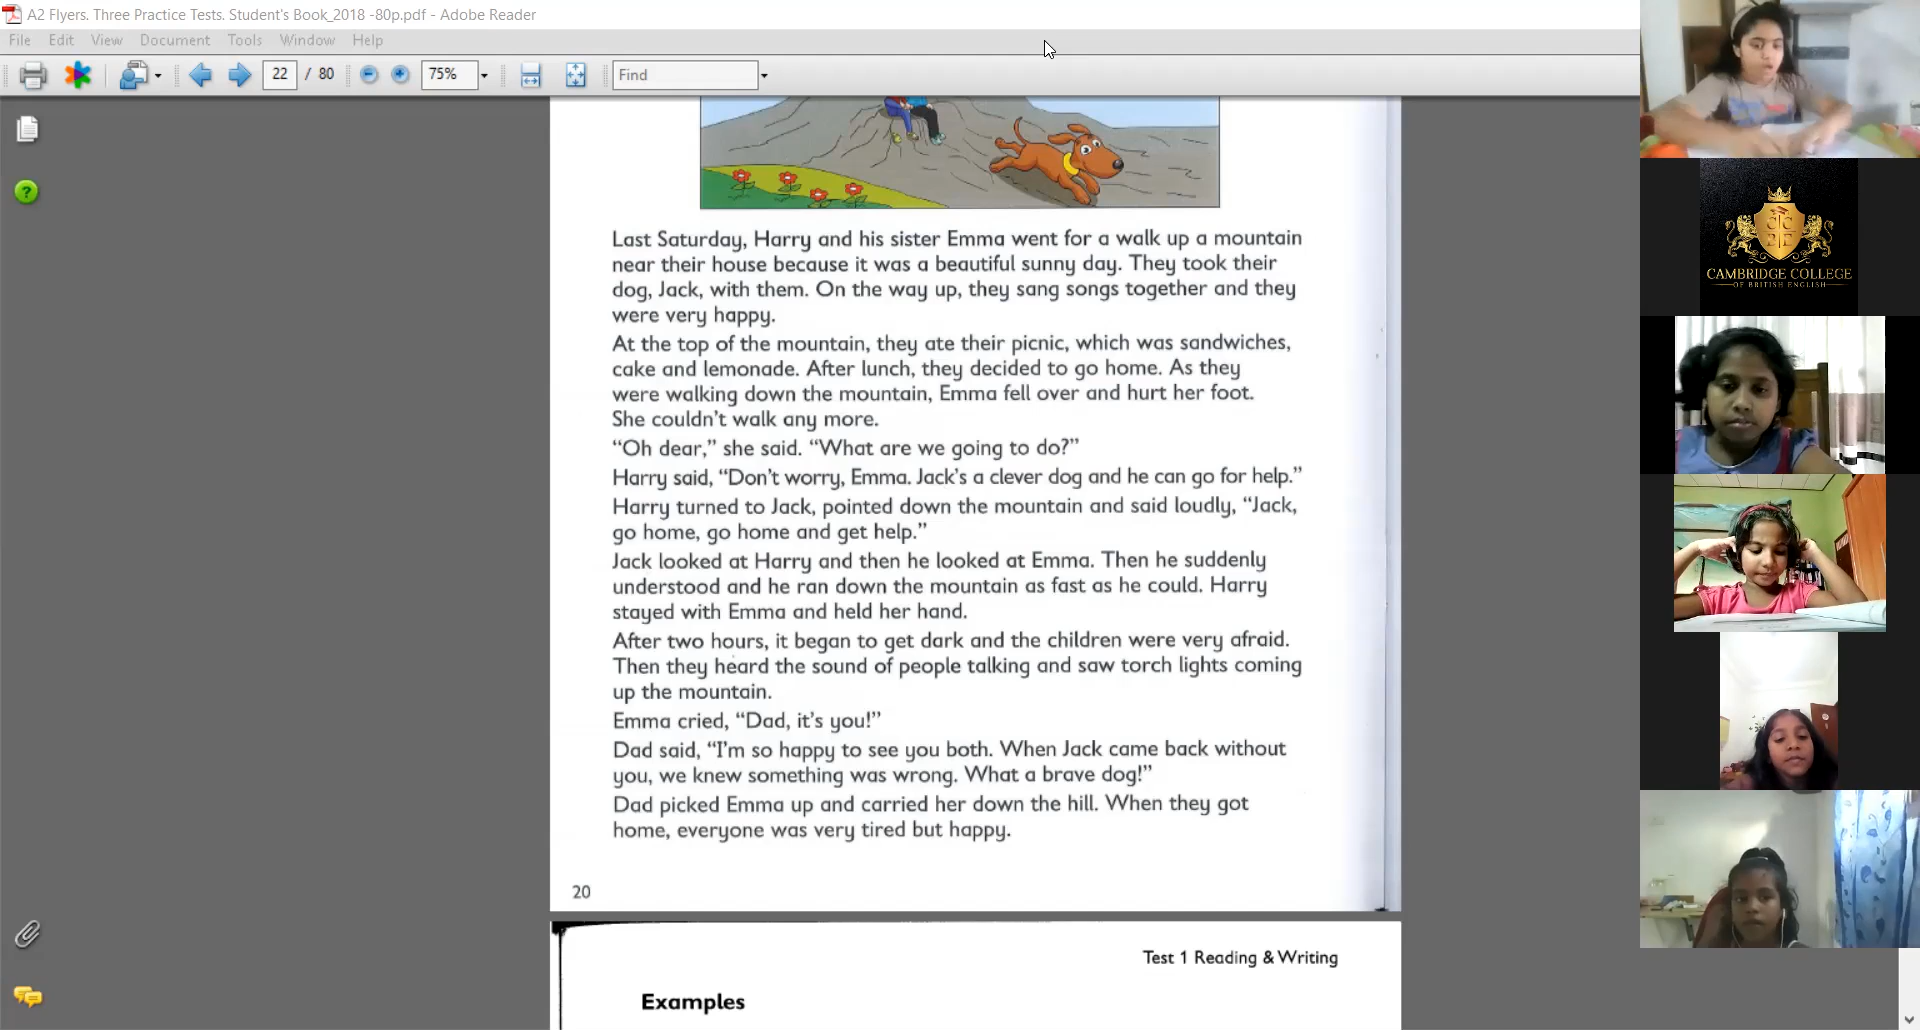 A2 Flyers. Three Practice Tests. Student's Book_2018 -80p.pdf - Adobe Reader
File Edit View Document Tools Window Help
22 / 80 75% Find
Last Saturday, Harry and his sister Emma went for a walk up a mountain
near their house because it was a beautiful sunny day. They took their
dog, Jack, with them. On the way up, they sang songs together and they
were very happy.
At the top of the mountain, they ate their picnic, which was sandwiches,
cake and lemonade. After lunch, they decided to go home. As they
were walking down the mountain, Emma fell over and hurt her foot.
She couldn't walk any more.
“Oh dear,” she said. “What are we going to do?”
Harry said, “Don't worry, Emma. Jack's a clever dog and he can go for help.”
Harry turned to Jack, pointed down the mountain and said loudly, “Jack,
go home, go home and get help.”
Jack looked at Harry and then he looked at Emma. Then he suddenly
understood and he ran down the mountain as fast as he could. Harry
stayed with Emma and held her hand.
After two hours, it began to get dark and the children were very afraid.
Then they heard the sound of people talking and saw torch lights coming
up the mountain.
Emma cried, “Dad, it's you!”
Dad said, “I'm so happy to see you both. When Jack came back without
you, we knew something was wrong. What a brave dog!”
Dad picked Emma up and carried her down the hill. When they got
home, everyone was very tired but happy.
20
Test 1 Reading & Writing
Examples
CAMBRIDGE COLLEGE
OF BRITISH ENGLISH